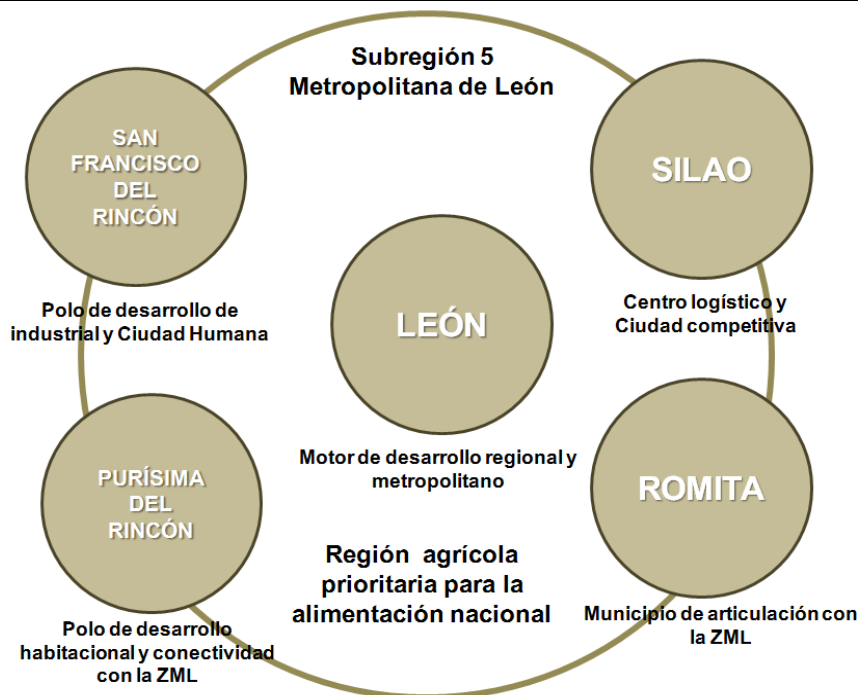 Subregión 5
Metropolitana de León
SAN
FRANCISCO
DEL
RINCÓN
Polo de desarrollo de
industrial y Ciudad Humana
SILAO
Centro logístico y
Ciudad competitiva
LEÓN
Motor de desarrollo regional y
metropolitano
PURÍSIMA
DEL
RINCÓN
Polo de desarrollo
habitacional y conectividad
con la ZML
ROMITA
Municipio de articulación con
la ZML
Región agrícola
prioritaria para la
alimentación nacional